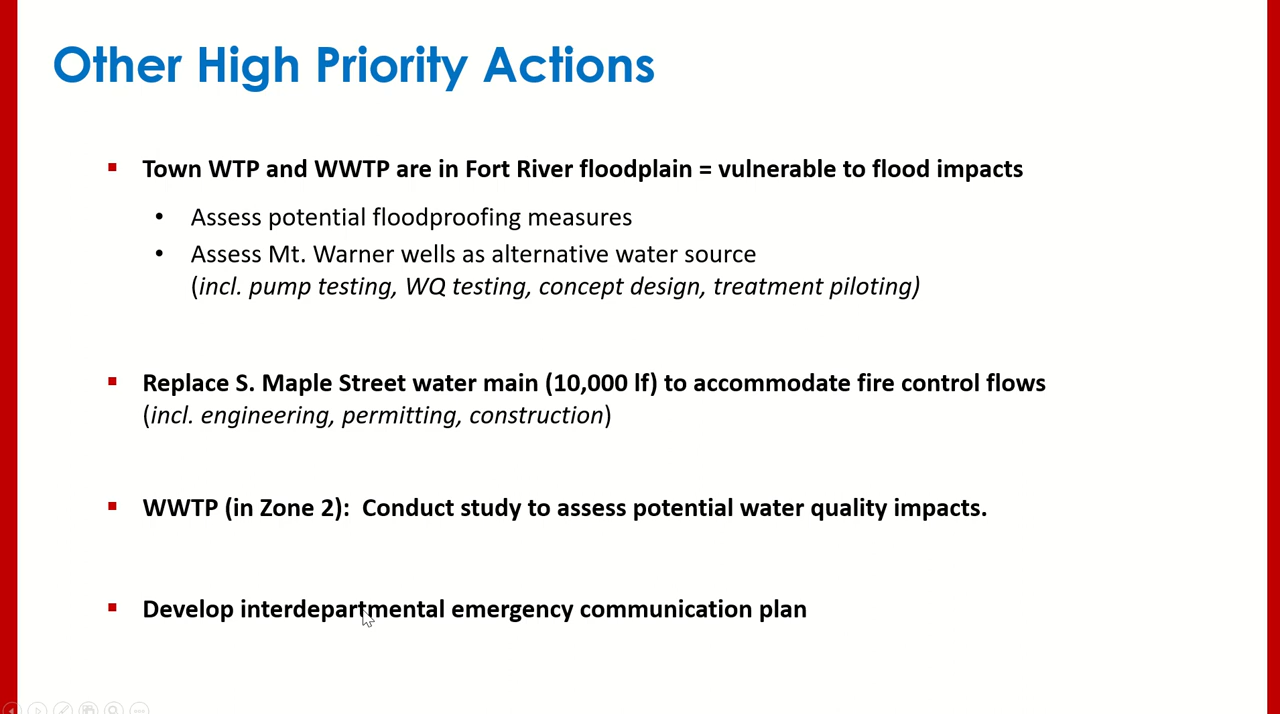 Other High Priority Actions
▪ Town WTP and WWTP are in Fort River floodplain = vulnerable to flood impacts
• Assess potential floodproofing measures
• Assess Mt. Warner wells as alternative water source
(incl. pump testing, WQ testing, concept design, treatment piloting)
▪ Replace S. Maple Street water main (10,000 lf) to accommodate fire control flows
(incl. engineering, permitting, construction)
▪ WWTP (in Zone 2):  Conduct study to assess potential water quality impacts.
▪ Develop interdepartmental emergency communication plan